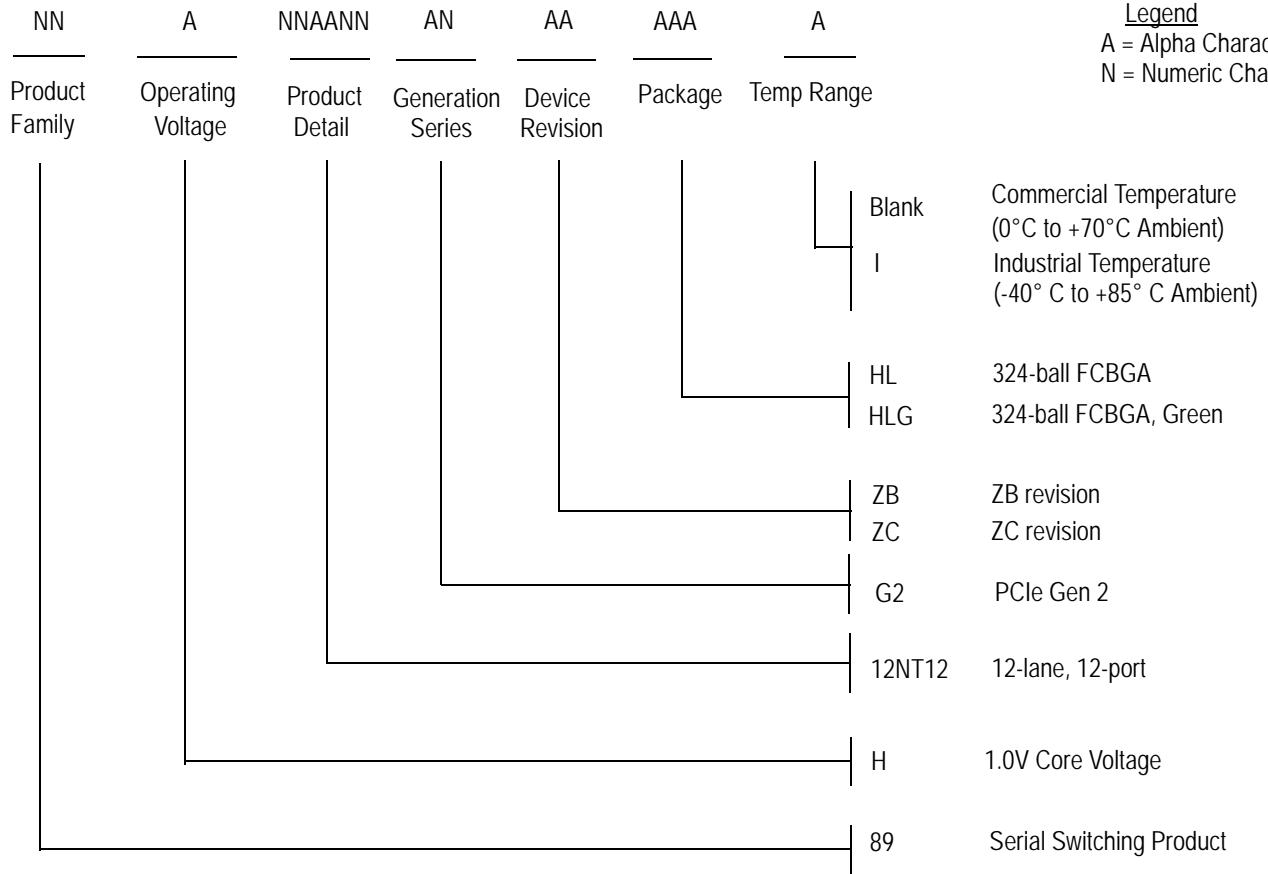 NN A NNAANN AN AA AAA A
Legend
A = Alpha
N = Numeric
Product Family
Operating Voltage
Product Detail
Generation Series
Device Revision
Package
Temp Range
Blank Commercial Temperature
(0°C to +70°C Ambient)
I Industrial Temperature
(-40° C to +85° C Ambient)
HL 324-ball FCBGA
HLG 324-ball FCBGA, Green
ZB ZB revision
ZC ZC revision
G2 PCIe Gen 2
12NT12 12-lane, 12-port
H 1.0V Core Voltage
89 Serial Switching Product